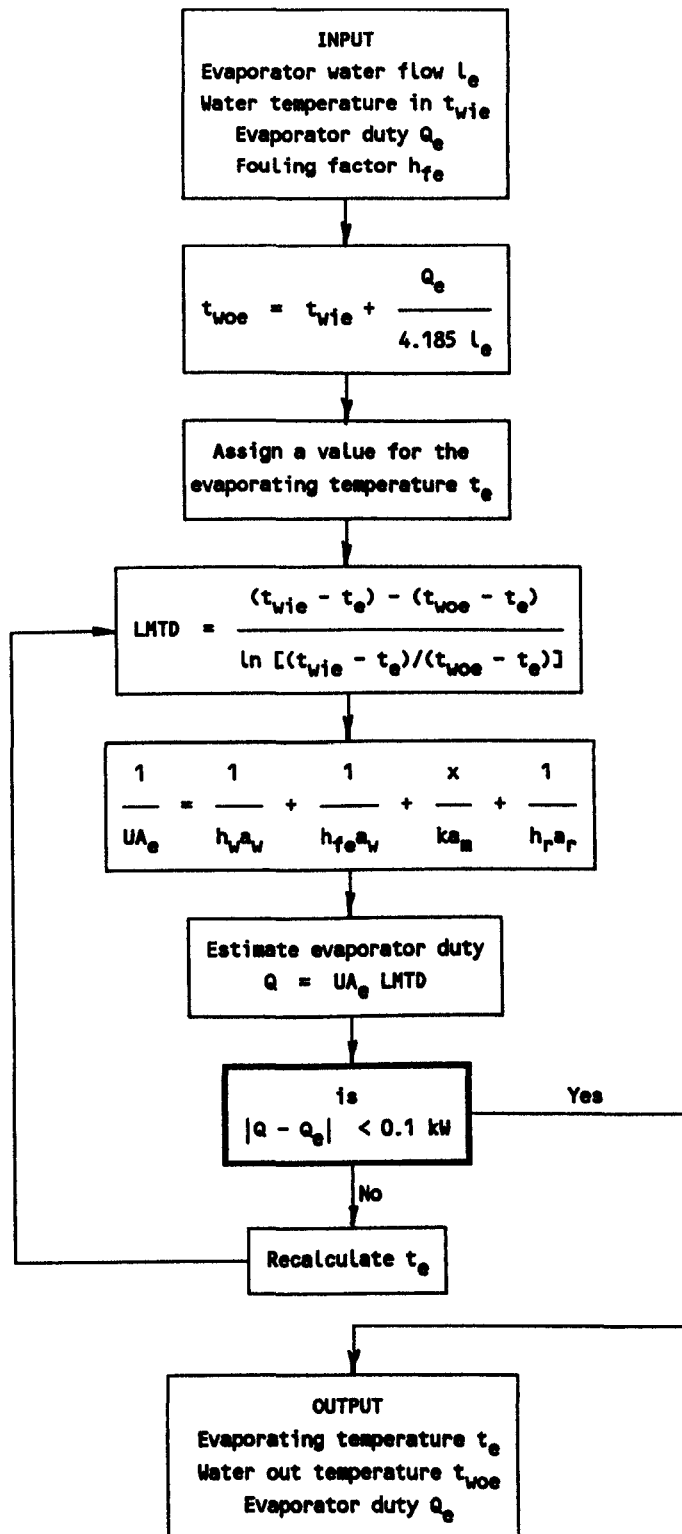 INPUT
Evaporator water flow l_e
Water temperature in t_wie
Evaporator duty Q_e
Fouling factor h_fe
t_woe = t_wie + Q_e / 4.185 l_e
Assign a value for the
evaporating temperature t_e
LMTD = (t_wie - t_e) - (t_woe - t_e) / ln [(t_wie - t_e)/(t_woe - t_e)]
1/UA_e = 1/h_w a_w + 1/h_fe a_w + x/ka_m + 1/h_r a_r
Estimate evaporator duty
Q = UA_e LMTD
is
|Q - Q_e| < 0.1 kW
Yes
No
Recalculate t_e
OUTPUT
Evaporating temperature t_e
Water out temperature t_woe
Evaporator duty Q_e